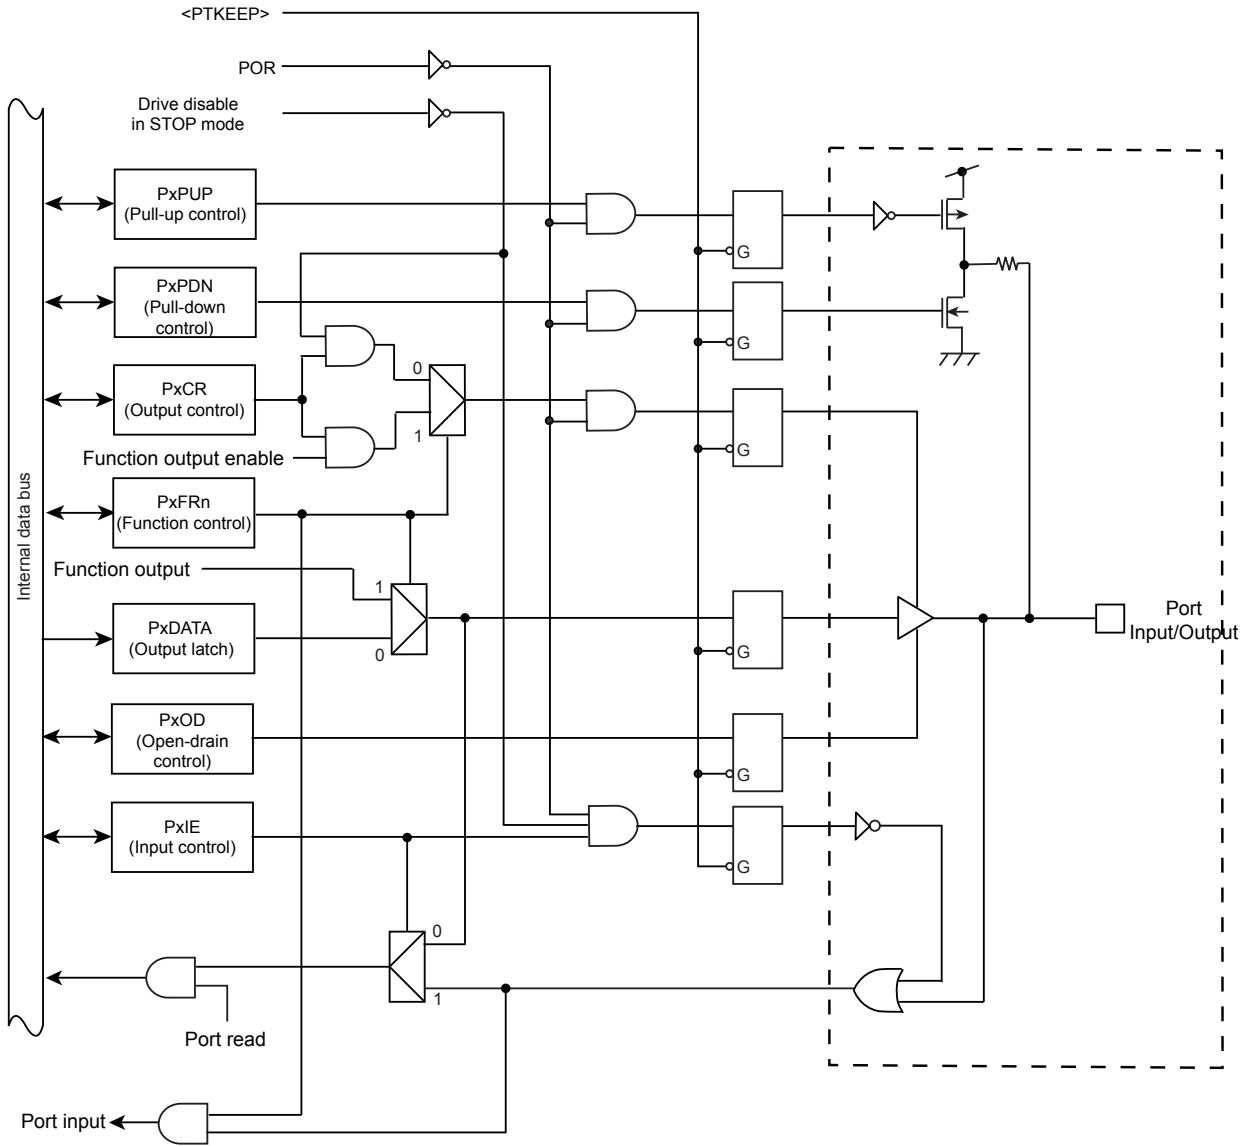 <PTKEEP>
POR
Drive disable
in STOP mode
PxPUP
(Pull-up control)
G
PxPDN
(Pull-down
control)
G
0
PxCR
(Output control)
1
G
Function output enable
Internal data bus
PxFRn
(Function control)
Function output
1
PxDATA
(Output latch)
0
G
Port
Input/Output
PxOD
(Open-drain
control)
G
PxIE
(Input control)
G
0
1
Port read
Port input